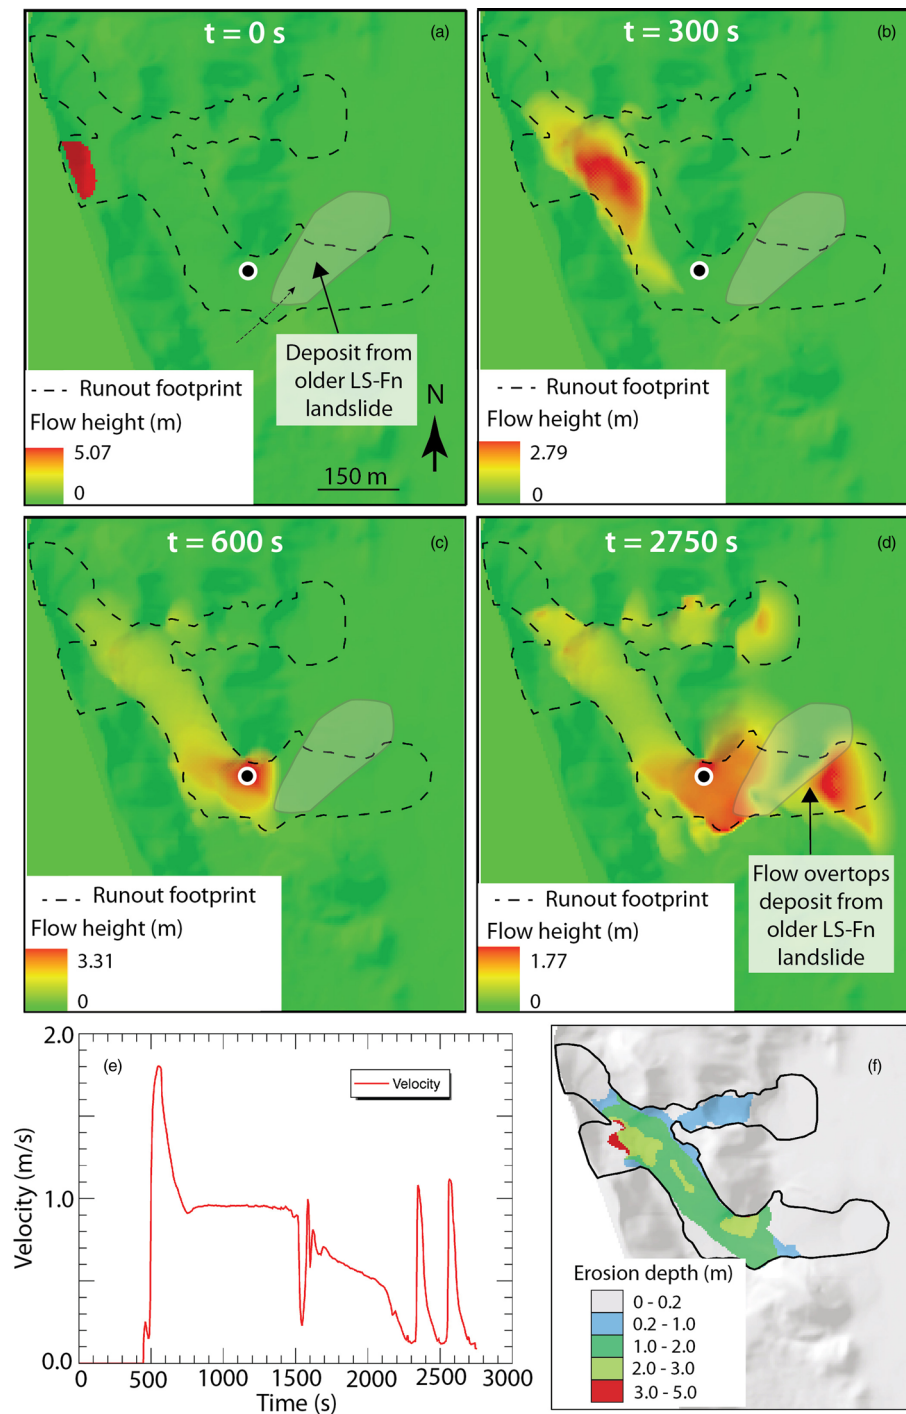 t = 0 s
(a)
Deposit from
older LS-Fn
landslide
Runout footprint
Flow height (m)
5.07
0
N
150 m
t = 300 s
(b)
Runout footprint
Flow height (m)
2.79
0
t = 600 s
(c)
Runout footprint
Flow height (m)
3.31
0
t = 2750 s
(d)
Flow overtops
deposit from
older LS-Fn
landslide
Runout footprint
Flow height (m)
1.77
0
(e)
Velocity
2.0
1.0
0.0
Velocity (m/s)
0 500 1000 1500 2000 2500 3000
Time (s)
(f)
Erosion depth (m)
0 - 0.2
0.2 - 1.0
1.0 - 2.0
2.0 - 3.0
3.0 - 5.0